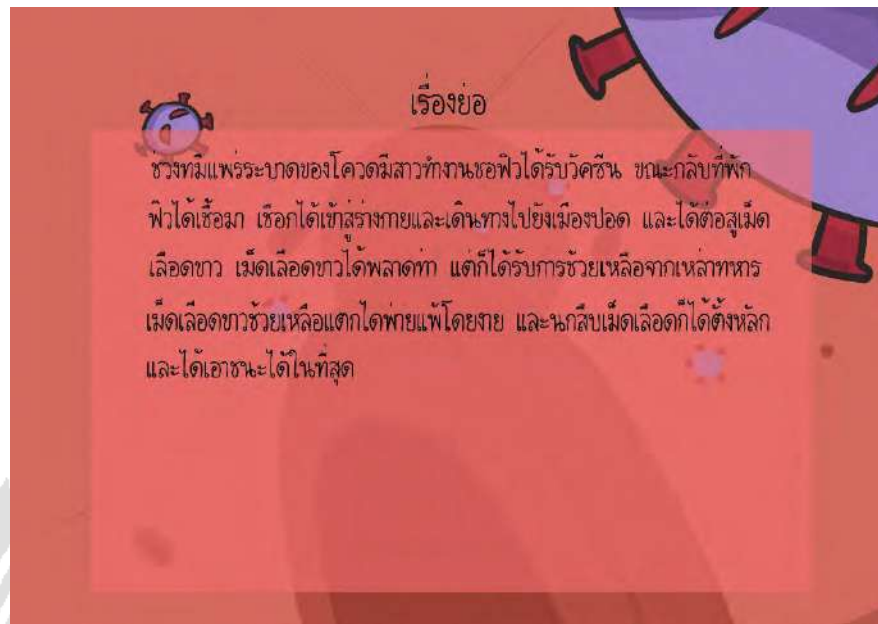 เรื่องย่อ
ช่วงที่มีแพร่ระบาดของโควิดมีสาวทำงานชอฟิวได้รับวัคซีน ขณะกลับที่พัก
ฟิวได้เชื้อมา เชือกได้เข้าสู่ร่างกายและเดินทางไปยังเมืองปอด และได้ต่อสู้เม็ด
เลือดขาว เม็ดเลือดขาวได้พลาดท่า แต่ก็ได้รับการช่วยเหลือจากเหล่าทหาร
เม็ดเลือดขาวช่วยเหลือแตกไดพ่ายแพ้โดยง่าย และนกสืบเม็ดเลือดก็ได้ตั้งหลัก
และได้เอาชนะได้ในที่สุด